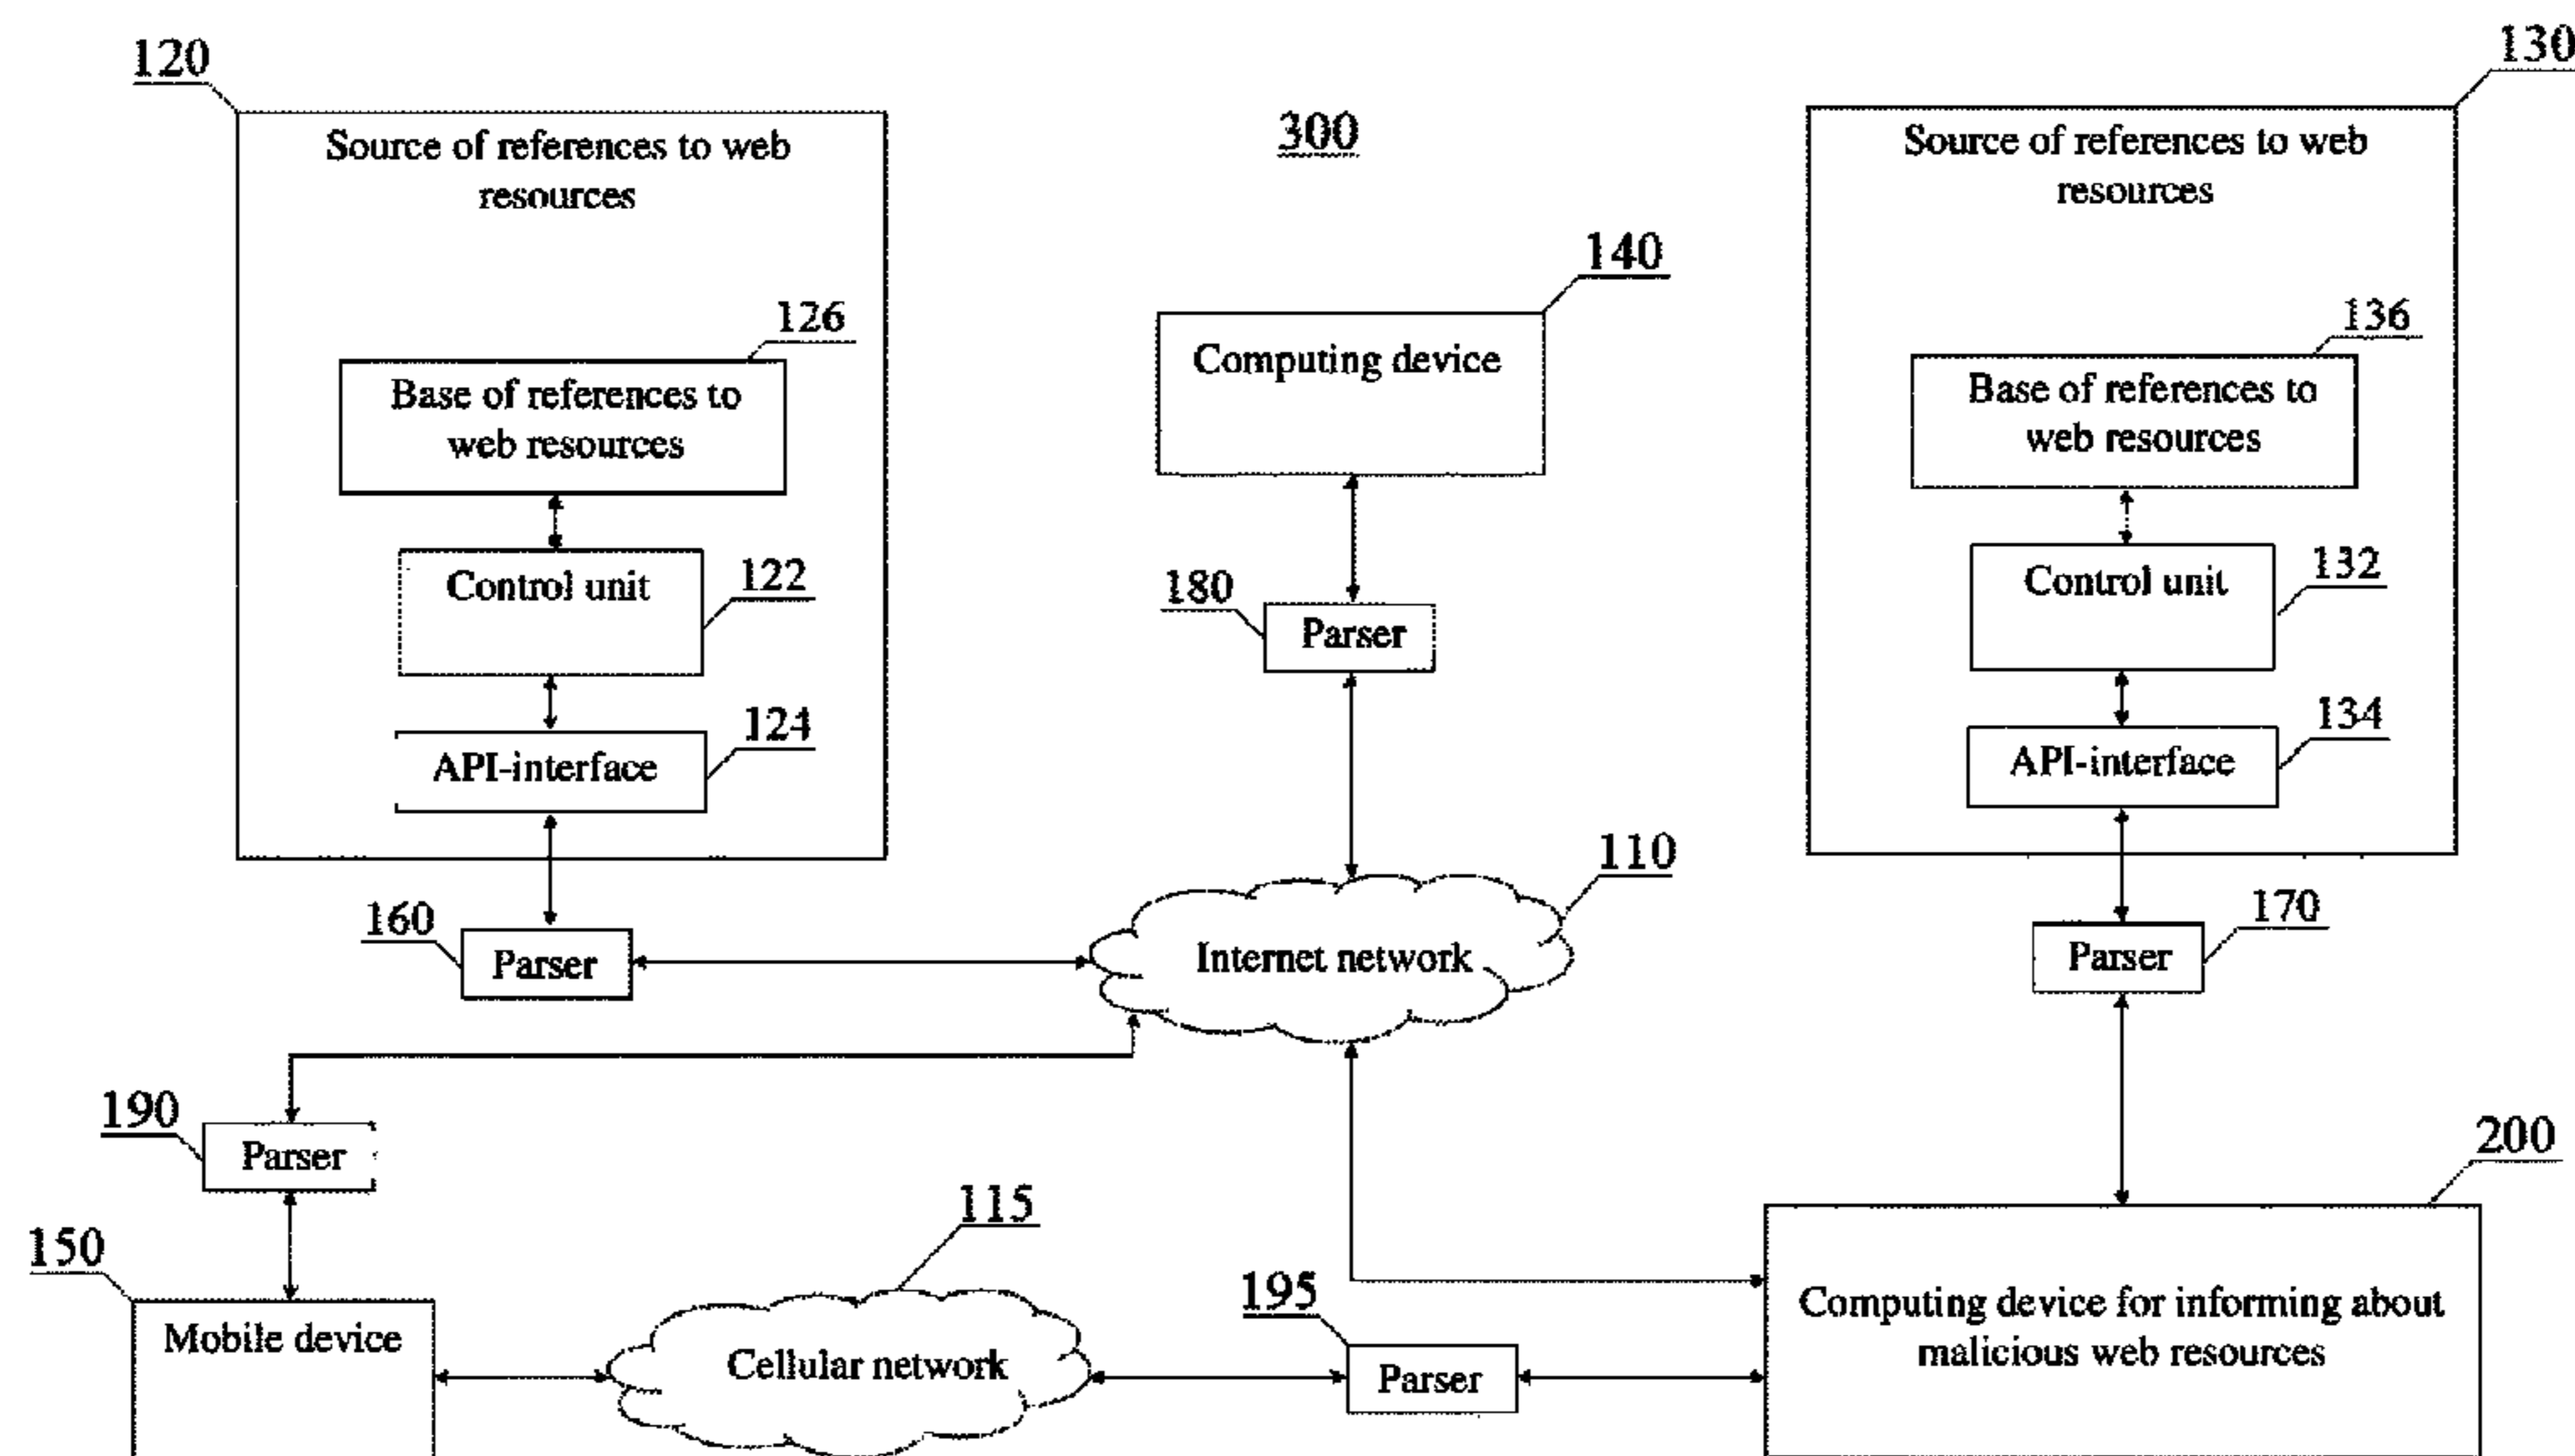 120
130
Source of references to web
resources
300
Source of references to web
resources
140
126
136
Base of references to
web resources
Computing device
Base of references to
web resources
Control unit
122
180
Parser
Control unit
132
API-interface
124
API-interface
134
110
160
Parser
Internet network
170
Parser
190
Parser
200
115
150
Mobile device
Cellular network
195
Parser
Computing device for informing about
malicious web resources